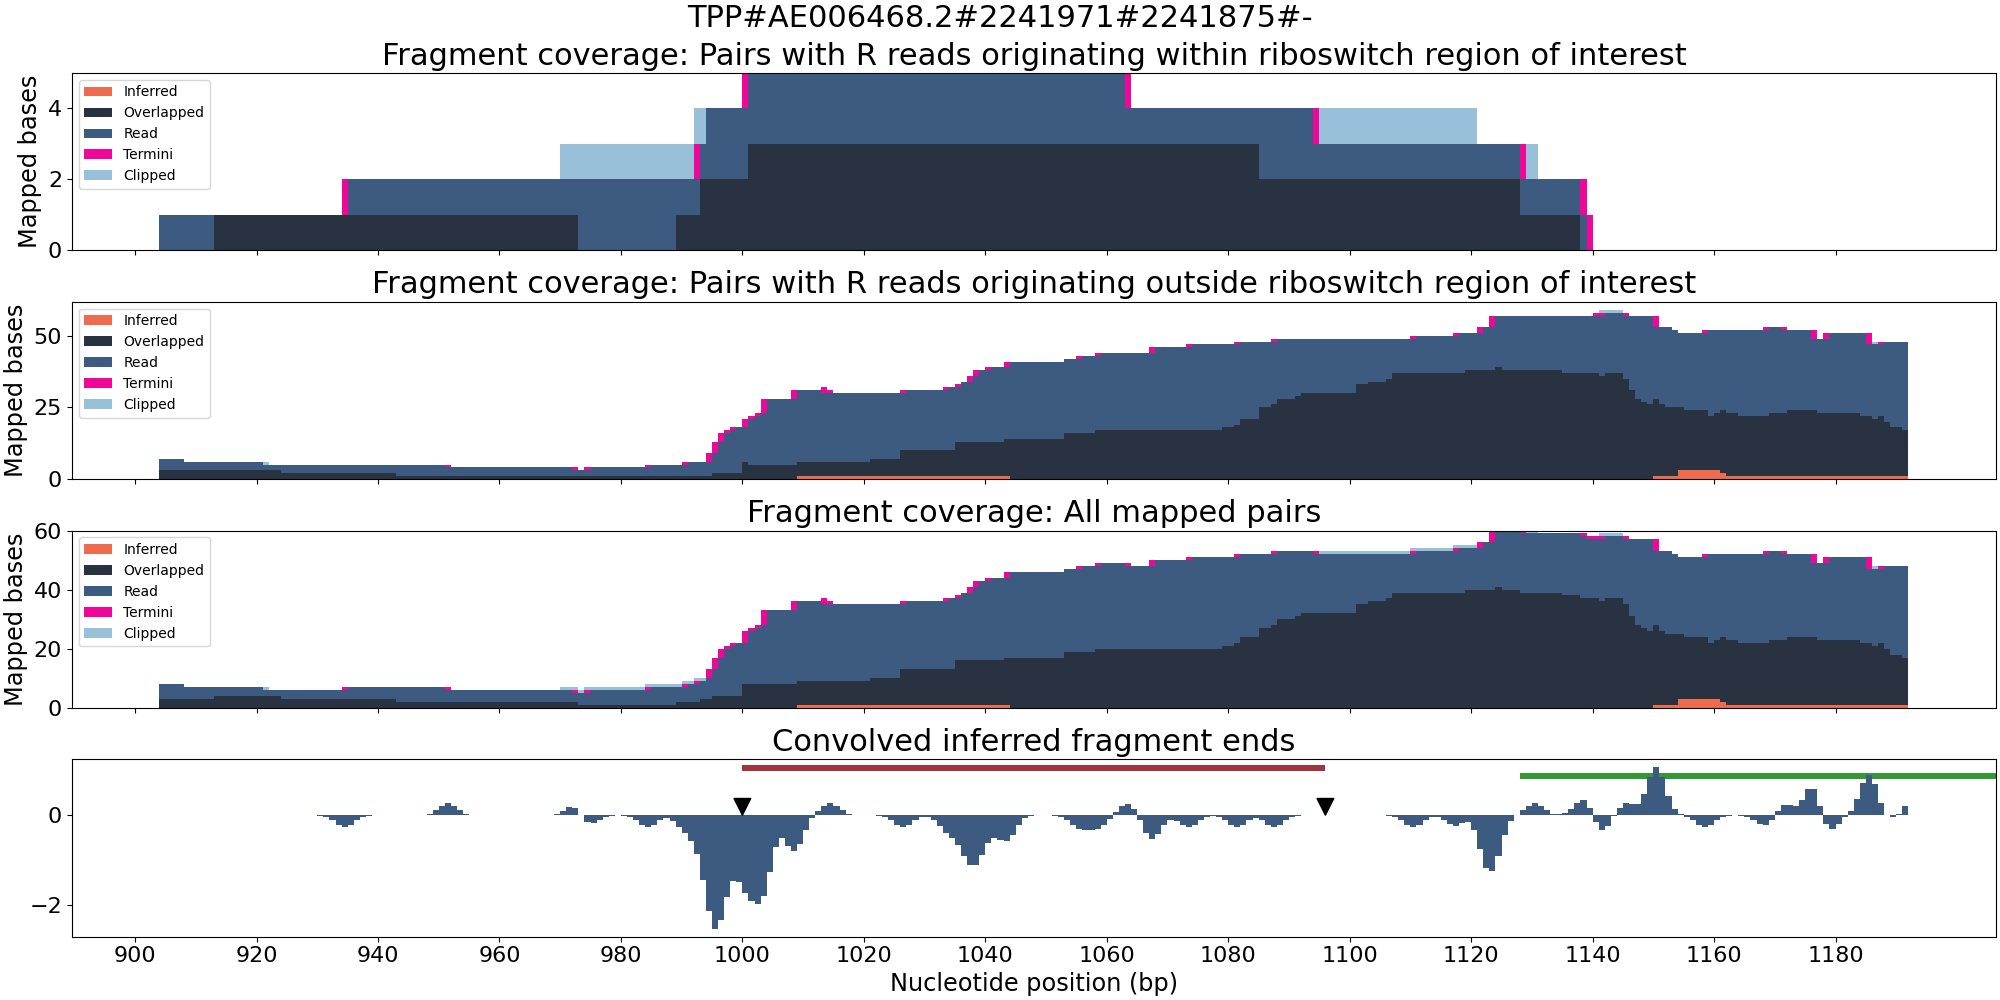 TPP#AE006468.2#2241971#2241875#-
Fragment coverage: Pairs with R reads originating within riboswitch region of interest
Mapped bases
4
2
0
Inferred
Overlapped
Read
Termini
Clipped
Fragment coverage: Pairs with R reads originating outside riboswitch region of interest
Mapped bases
50
25
0
Inferred
Overlapped
Read
Termini
Clipped
Fragment coverage: All mapped pairs
Mapped bases
60
40
20
0
Inferred
Overlapped
Read
Termini
Clipped
Convolved inferred fragment ends
0
−2
900 920 940 960 980 1000 1020 1040 1060 1080 1100 1120 1140 1160 1180
Nucleotide position (bp)